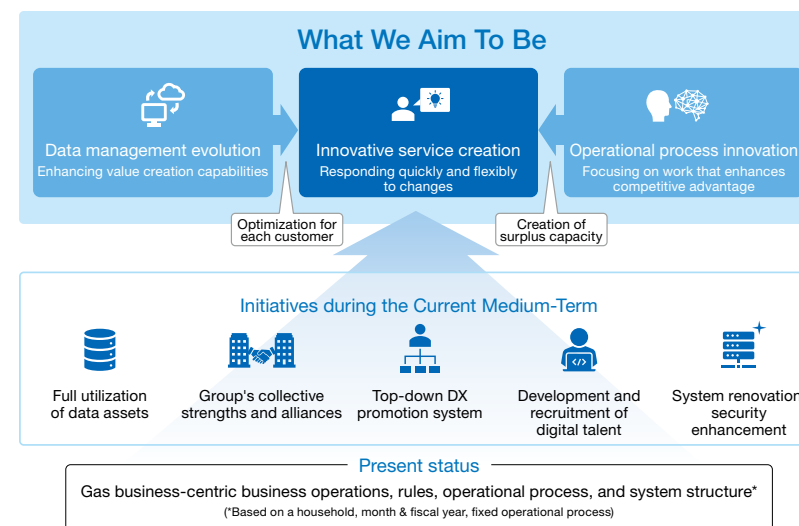 What We Aim To Be
Data management evolution
Enhancing value creation capabilities
Innovative service creation
Responding quickly and flexibly
to changes
Operational process innovation
Focusing on work that enhances
competitive advantage
Optimization for
each customer
Creation of
surplus capacity
Initiatives during the Current Medium-Term
Full utilization
of data assets
Group's collective
strengths and alliances
Top-down DX
promotion system
</>
Development and
recruitment of
digital talent
System renovation
security
enhancement
Present status
Gas business-centric business operations, rules, operational process, and system structure*
(*Based on a household, month & fiscal year, fixed operational process)